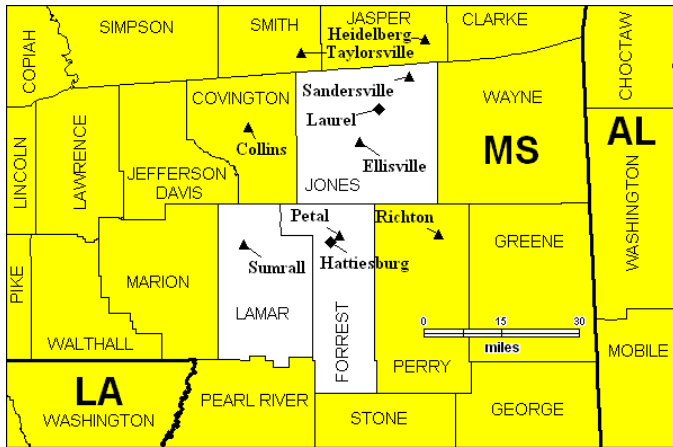 COPIAH
SIMPSON
SMITH
JASPER
CLARKE
CHOCTAW
Heidelberg
Taylorsville
Sandersville
COVINGTON
WAYNE
Laurel
Collins
Ellisville
MS
AL
LINCOLN
LAWRENCE
JEFFERSON
DAVIS
JONES
WASHINGTON
Petal
Richton
Sumrall
Hattiesburg
GREENE
PIKE
MARION
LAMAR
FORREST
0 15 30
miles
WALTHALL
PERRY
MOBILE
LA
WASHINGTON
PEARL RIVER
STONE
GEORGE